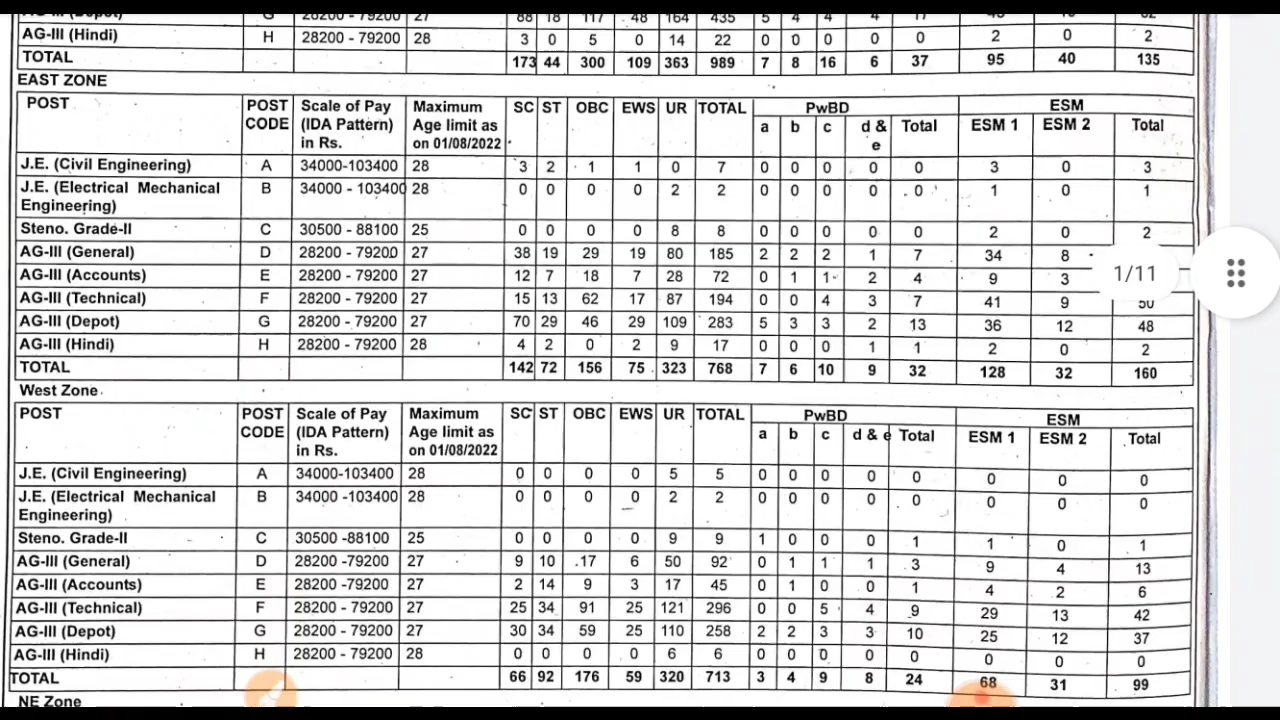 AG-III (Depot) G 28200 - 79200 27 88 18 117 48 164 435 5 4 4 4 17
AG-III (Hindi) H 28200 - 79200 28 3 0 5 0 14 22 0 0 0 0 0 2 0 2
TOTAL 173 44 300 109 363 989 7 8 16 6 37 95 40 135
EAST ZONE
POST POST CODE Scale of Pay (IDA Pattern) in Rs. Maximum Age limit as on 01/08/2022 SC ST OBC EWS UR TOTAL PwBD ESM
a b c d & e Total ESM 1 ESM 2 Total
J.E. (Civil Engineering) A 34000-103400 28 3 2 1 1 0 7 0 0 0 0 0 3 0 3
J.E. (Electrical Mechanical Engineering) B 34000 - 103400 28 0 0 0 0 2 2 0 0 0 0 0 1 0 1
Steno. Grade-II C 30500 - 88100 25 0 0 0 0 8 8 0 0 0 0 0 2 0 2
AG-III (General) D 28200 - 79200 27 38 19 29 19 80 185 2 2 2 1 7 34 8
AG-III (Accounts) E 28200 - 79200 27 12 7 18 7 28 72 0 1 1 2 4 9 3
1/11
AG-III (Technical) F 28200 - 79200 27 15 13 62 17 87 194 0 0 4 3 7 41 9 50
AG-III (Depot) G 28200 - 79200 27 70 29 46 29 109 283 5 3 3 2 13 36 12 48
AG-III (Hindi) H 28200 - 79200 28 4 2 0 2 9 17 0 0 0 1 1 2 0 2
TOTAL 142 72 156 75 323 768 7 6 10 9 32 128 32 160
West Zone
POST POST CODE Scale of Pay (IDA Pattern) in Rs. Maximum Age limit as on 01/08/2022 SC ST OBC EWS UR TOTAL PwBD ESM
a b c d & e Total ESM 1 ESM 2 Total
J.E. (Civil Engineering) A 34000-103400 28 0 0 0 0 5 5 0 0 0 0 0 0 0 0
J.E. (Electrical Mechanical Engineering) B 34000 -103400 28 0 0 0 0 2 2 0 0 0 0 0 0 0 0
Steno. Grade-II C 30500 -88100 25 0 0 0 0 9 9 1 0 0 0 1 1 0 1
AG-III (General) D 28200 -79200 27 9 10 17 6 50 92 0 1 1 1 3 9 4 13
AG-III (Accounts) E 28200 -79200 27 2 14 9 3 17 45 0 1 0 0 1 4 2 6
AG-III (Technical) F 28200 - 79200 27 25 34 91 25 121 296 0 0 5 4 9 29 13 42
AG-III (Depot) G 28200 - 79200 27 30 34 59 25 110 258 2 2 3 3 10 25 12 37
AG-III (Hindi) H 28200 - 79200 28 0 0 0 0 6 6 0 0 0 0 0 0 0 0
TOTAL 66 92 176 59 320 713 3 4 9 8 24 68 31 99
NE Zone